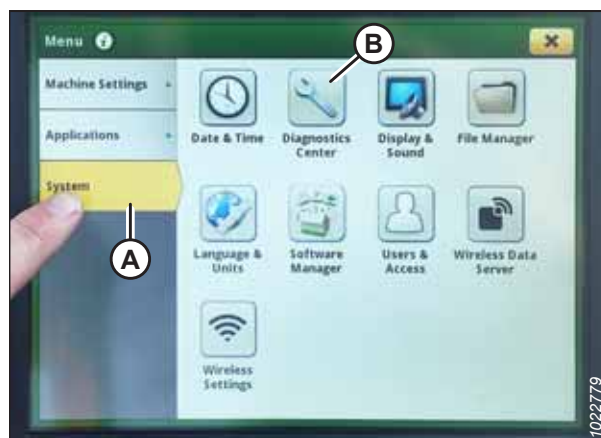 Menu
B
Machine Settings
Applications
System
A
Date & Time
Diagnostics
Center
Display &
Sound
File Manager
Language &
Units
Software
Manager
Users &
Access
Wireless Data
Server
Wireless
Settings
1022779